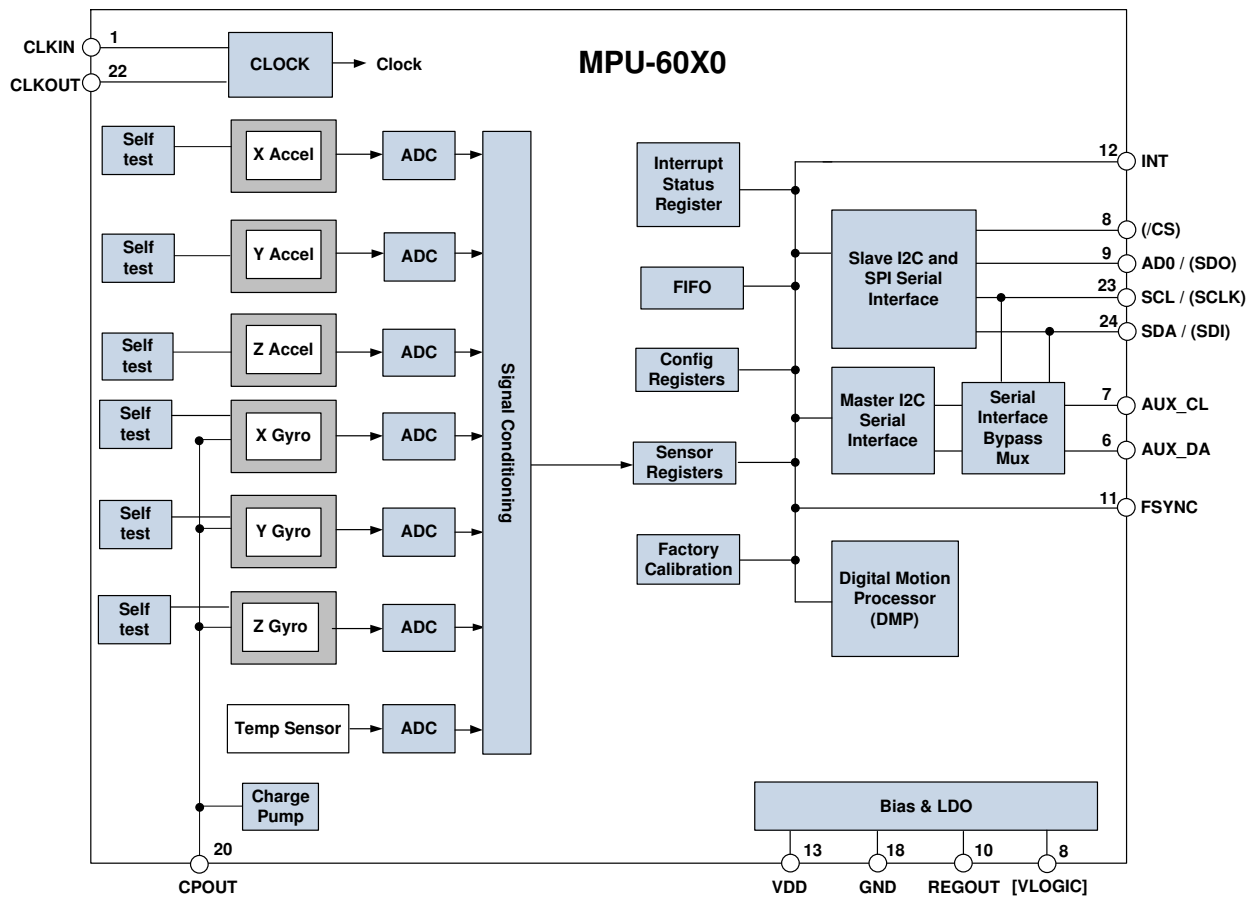 MPU-60X0
CLKIN
1
CLKOUT
22
CLOCK
Clock
Self
test
X Accel
ADC
Self
test
Y Accel
ADC
Self
test
Z Accel
ADC
Self
test
X Gyro
ADC
Self
test
Y Gyro
ADC
Self
test
Z Gyro
ADC
Temp Sensor
ADC
Charge
Pump
20
CPOUT
Signal Conditioning
Interrupt
Status
Register
FIFO
Config
Registers
Sensor
Registers
Factory
Calibration
Slave I2C and
SPI Serial
Interface
Master I2C
Serial
Interface
Serial
Interface
Bypass
Mux
Digital Motion
Processor
(DMP)
12
INT
8
(/CS)
9
AD0 / (SDO)
23
SCL / (SCLK)
24
SDA / (SDI)
7
AUX_CL
6
AUX_DA
11
FSYNC
Bias & LDO
13
VDD
18
GND
10
REGOUT
8
[VLOGIC]